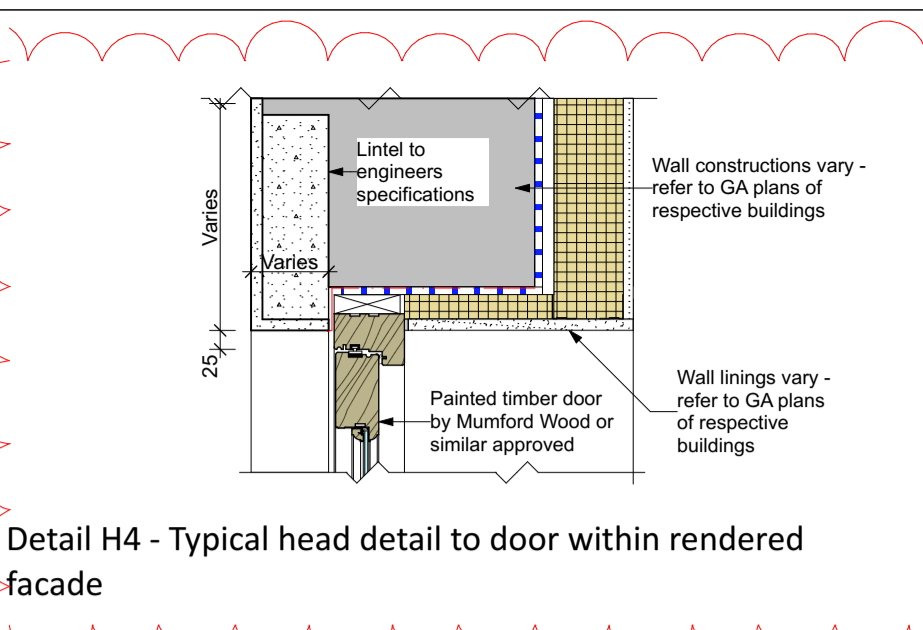 Lintel to
engineers
specifications
Wall constructions vary -
refer to GA plans of
respective buildings
Varies
Varies
25
Wall linings vary -
refer to GA plans
of respective
buildings
Painted timber door
by Mumford Wood or
similar approved
Detail H4 - Typical head detail to door within rendered
facade